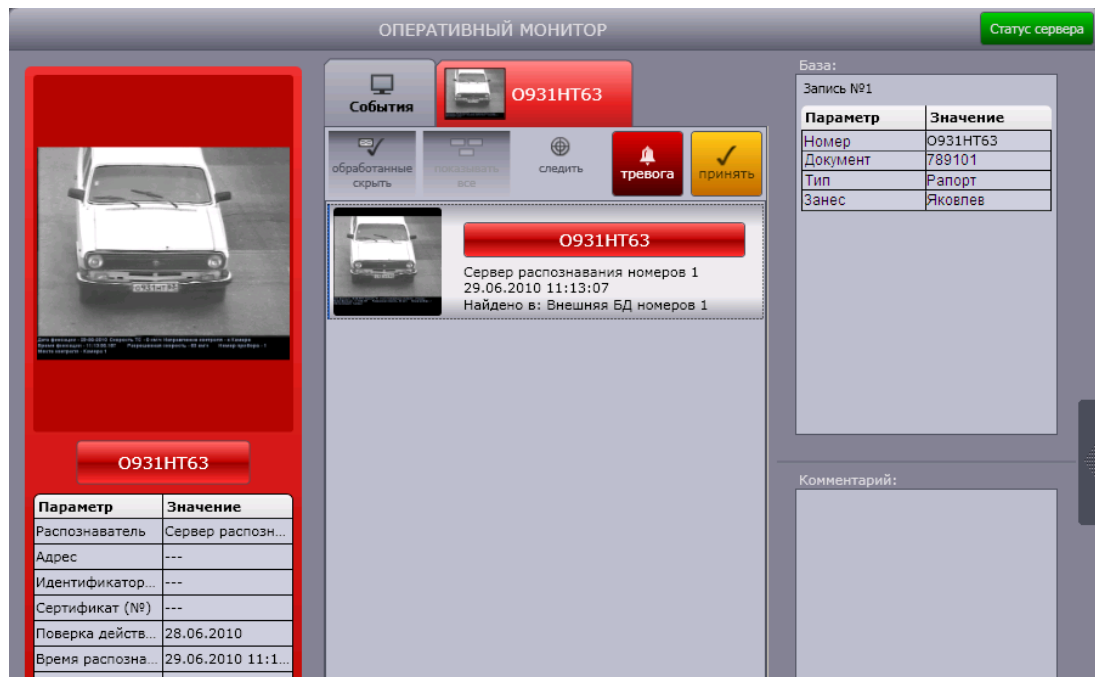 ОПЕРАТИВНЫЙ МОНИТОР
Статус сервера
О931НТ63
Параметр Значение
Распознаватель Сервер распозн...
Адрес ---
Идентификатор... ---
Сертификат (№) ---
Поверка действ... 28.06.2010
Время распозна... 29.06.2010 11:1...
События
О931НТ63
обработанные
скрыть
показывать
все
следить
тревога
принять
О931НТ63
Сервер распознавания номеров 1
29.06.2010 11:13:07
Найдено в: Внешняя БД номеров 1
База:
Запись №1
Параметр Значение
Номер О931НТ63
Документ 789101
Тип Рапорт
Занес Яковлев
Комментарий: